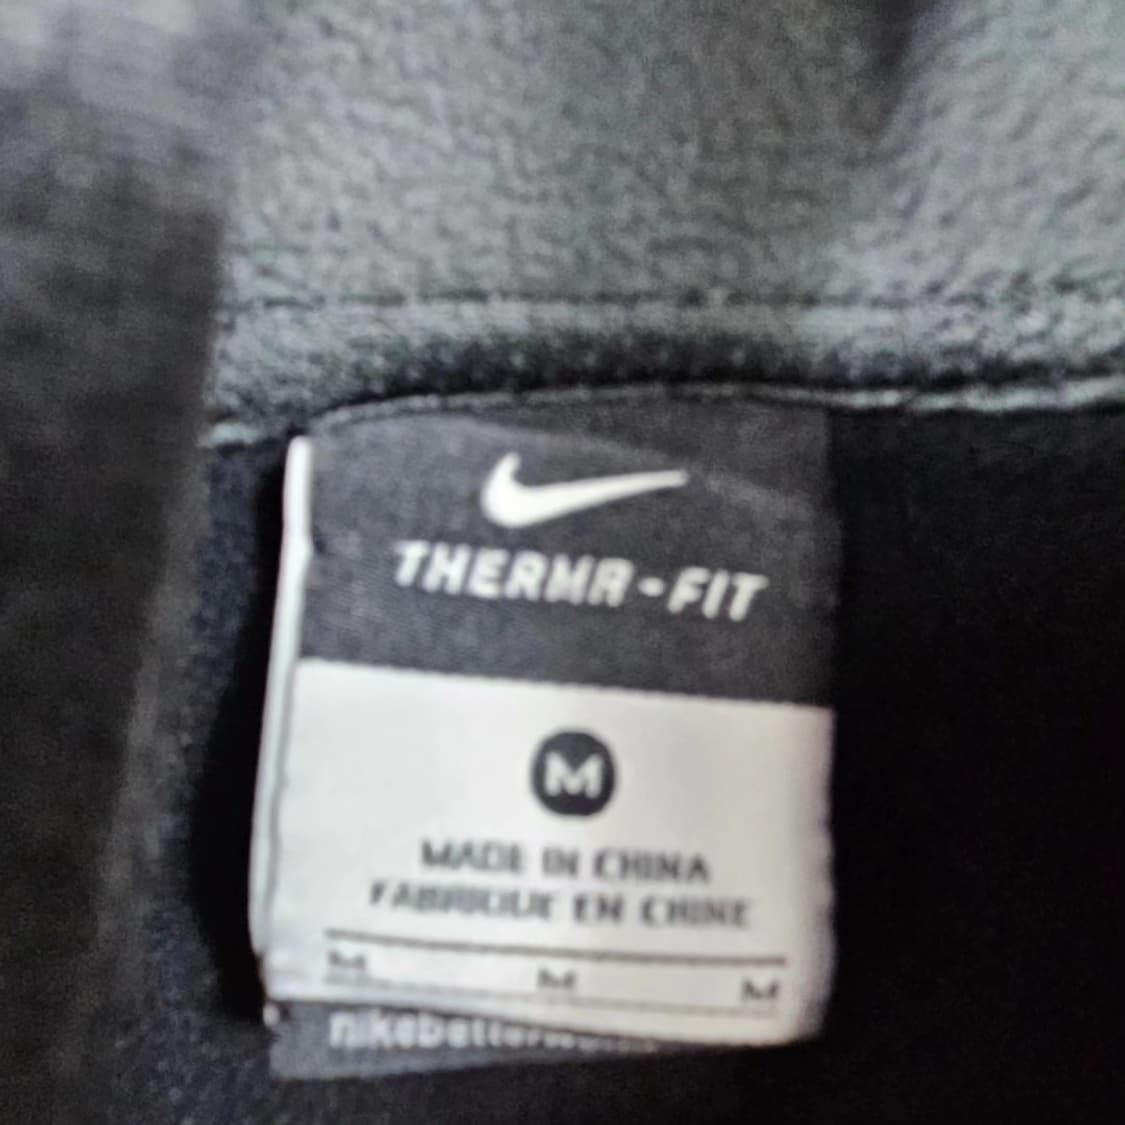 THERMA-FIT
M
MADE IN CHINA
FABRIQUE EN CHINE
M M M